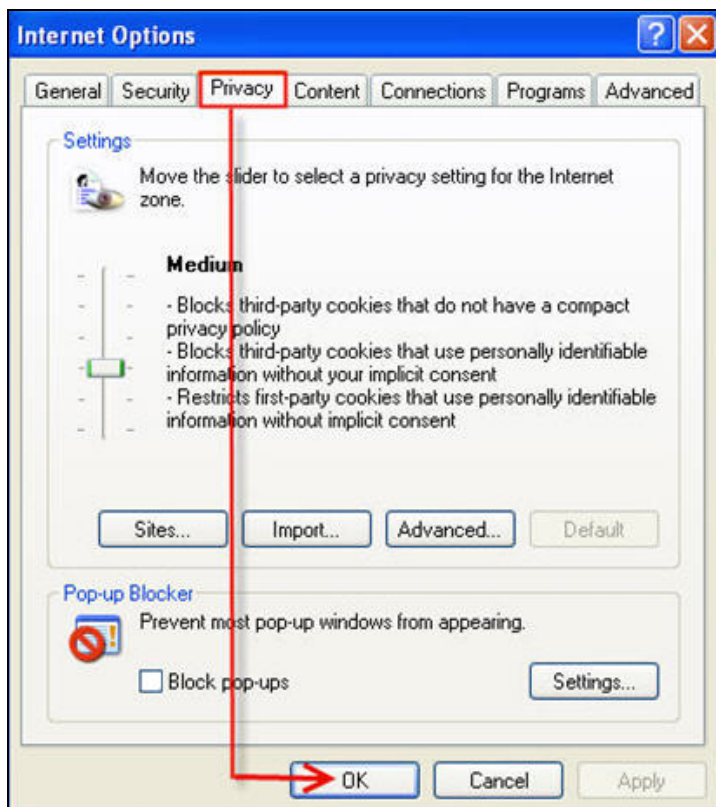 Internet Options
General Security Privacy Content Connections Programs Advanced
Settings
Move the slider to select a privacy setting for the Internet
zone.
Medium
- Blocks third-party cookies that do not have a compact
privacy policy
- Blocks third-party cookies that use personally identifiable
information without your implicit consent
- Restricts first-party cookies that use personally identifiable
information without implicit consent
Sites... Import... Advanced... Default
Pop-up Blocker
Prevent most pop-up windows from appearing.
Block pop-ups Settings...
OK Cancel Apply